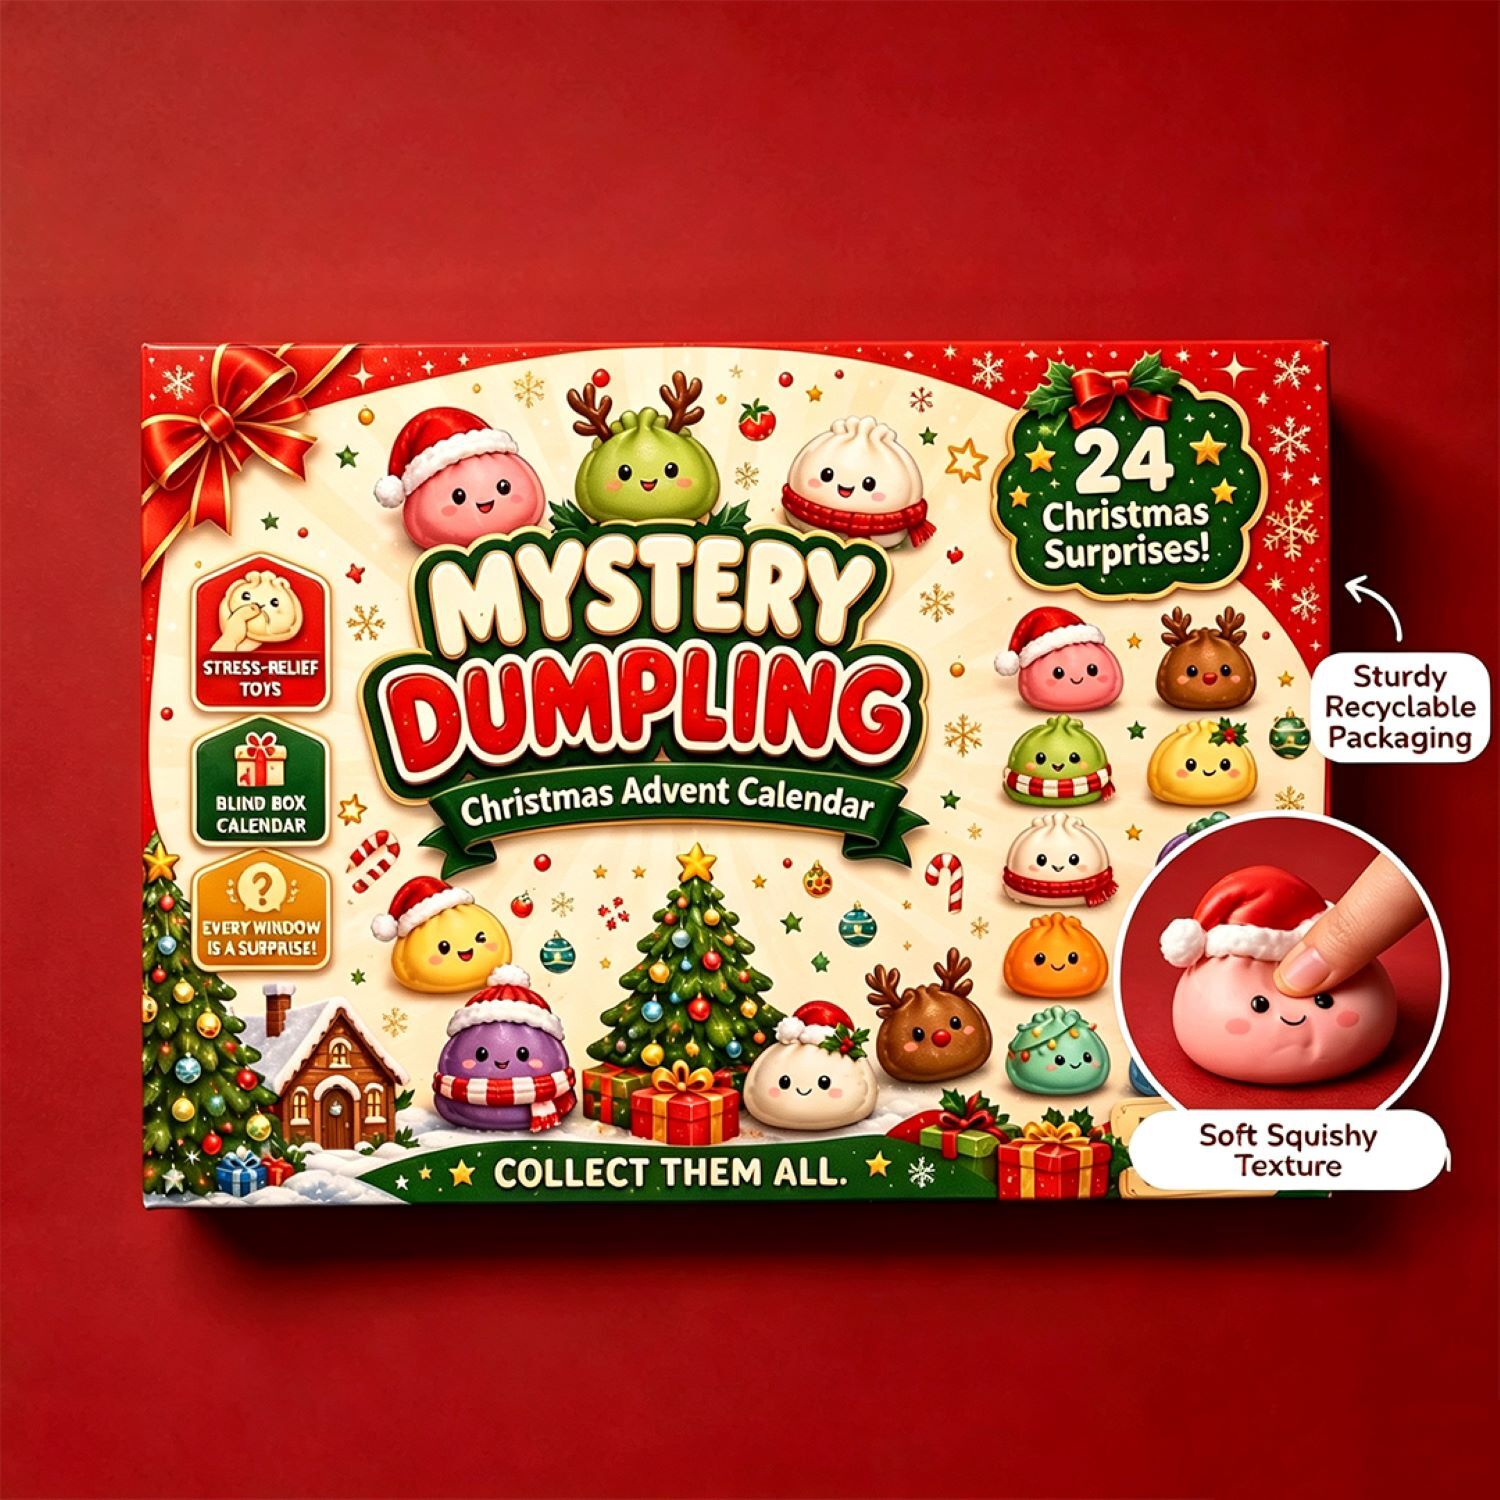 24
Christmas
Surprises!
MYSTERY
DUMPLING
Christmas Advent Calendar
STRESS-RELIEF
TOYS
BLIND BOX
CALENDAR
?
EVERY WINDOW
IS A SURPRISE!
Sturdy
Recyclable
Packaging
Soft Squishy
Texture
COLLECT THEM ALL.